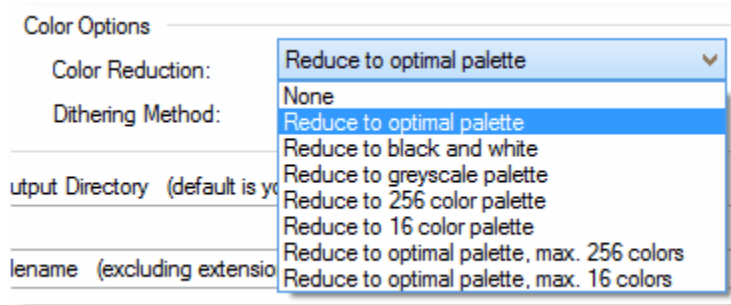 Color Options
Color Reduction: Reduce to optimal palette
Dithering Method:
None
Reduce to optimal palette
Reduce to black and white
Reduce to greyscale palette
Reduce to 256 color palette
Reduce to 16 color palette
Reduce to optimal palette, max. 256 colors
Reduce to optimal palette, max. 16 colors
utput Directory (default is yo
lename (excluding extensio